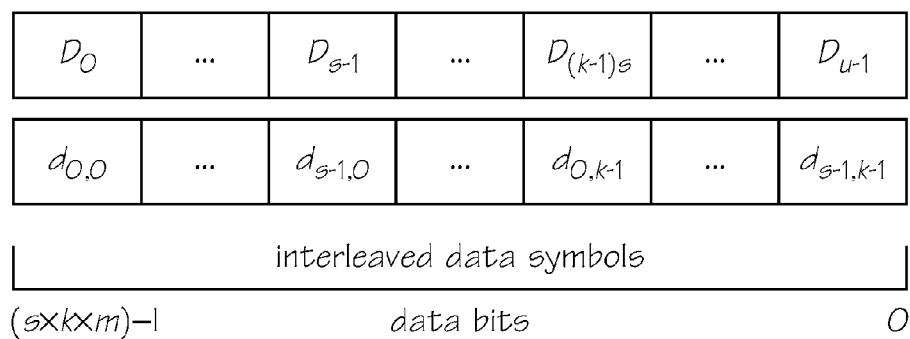 D₀ ... Dₛ₋₁ ... D₍ₖ₋₁₎ₛ ... Dᵤ₋₁
d₀,₀ ... dₛ₋₁,₀ ... d₀,ₖ₋₁ ... dₛ₋₁,ₖ₋₁
interleaved data symbols
(s×k×m)−1 data bits 0